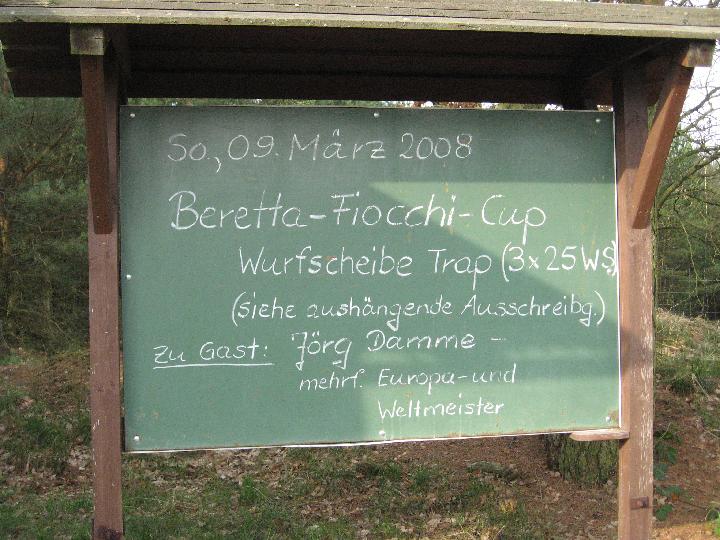 So., 09. März 2008
Beretta-Fiocchi-Cup
Wurfscheibe Trap (3x25 WS)
(siehe aushängende Ausschreibg.)
zu Gast: Jörg Damme -
mehrf. Europa- und
Weltmeister